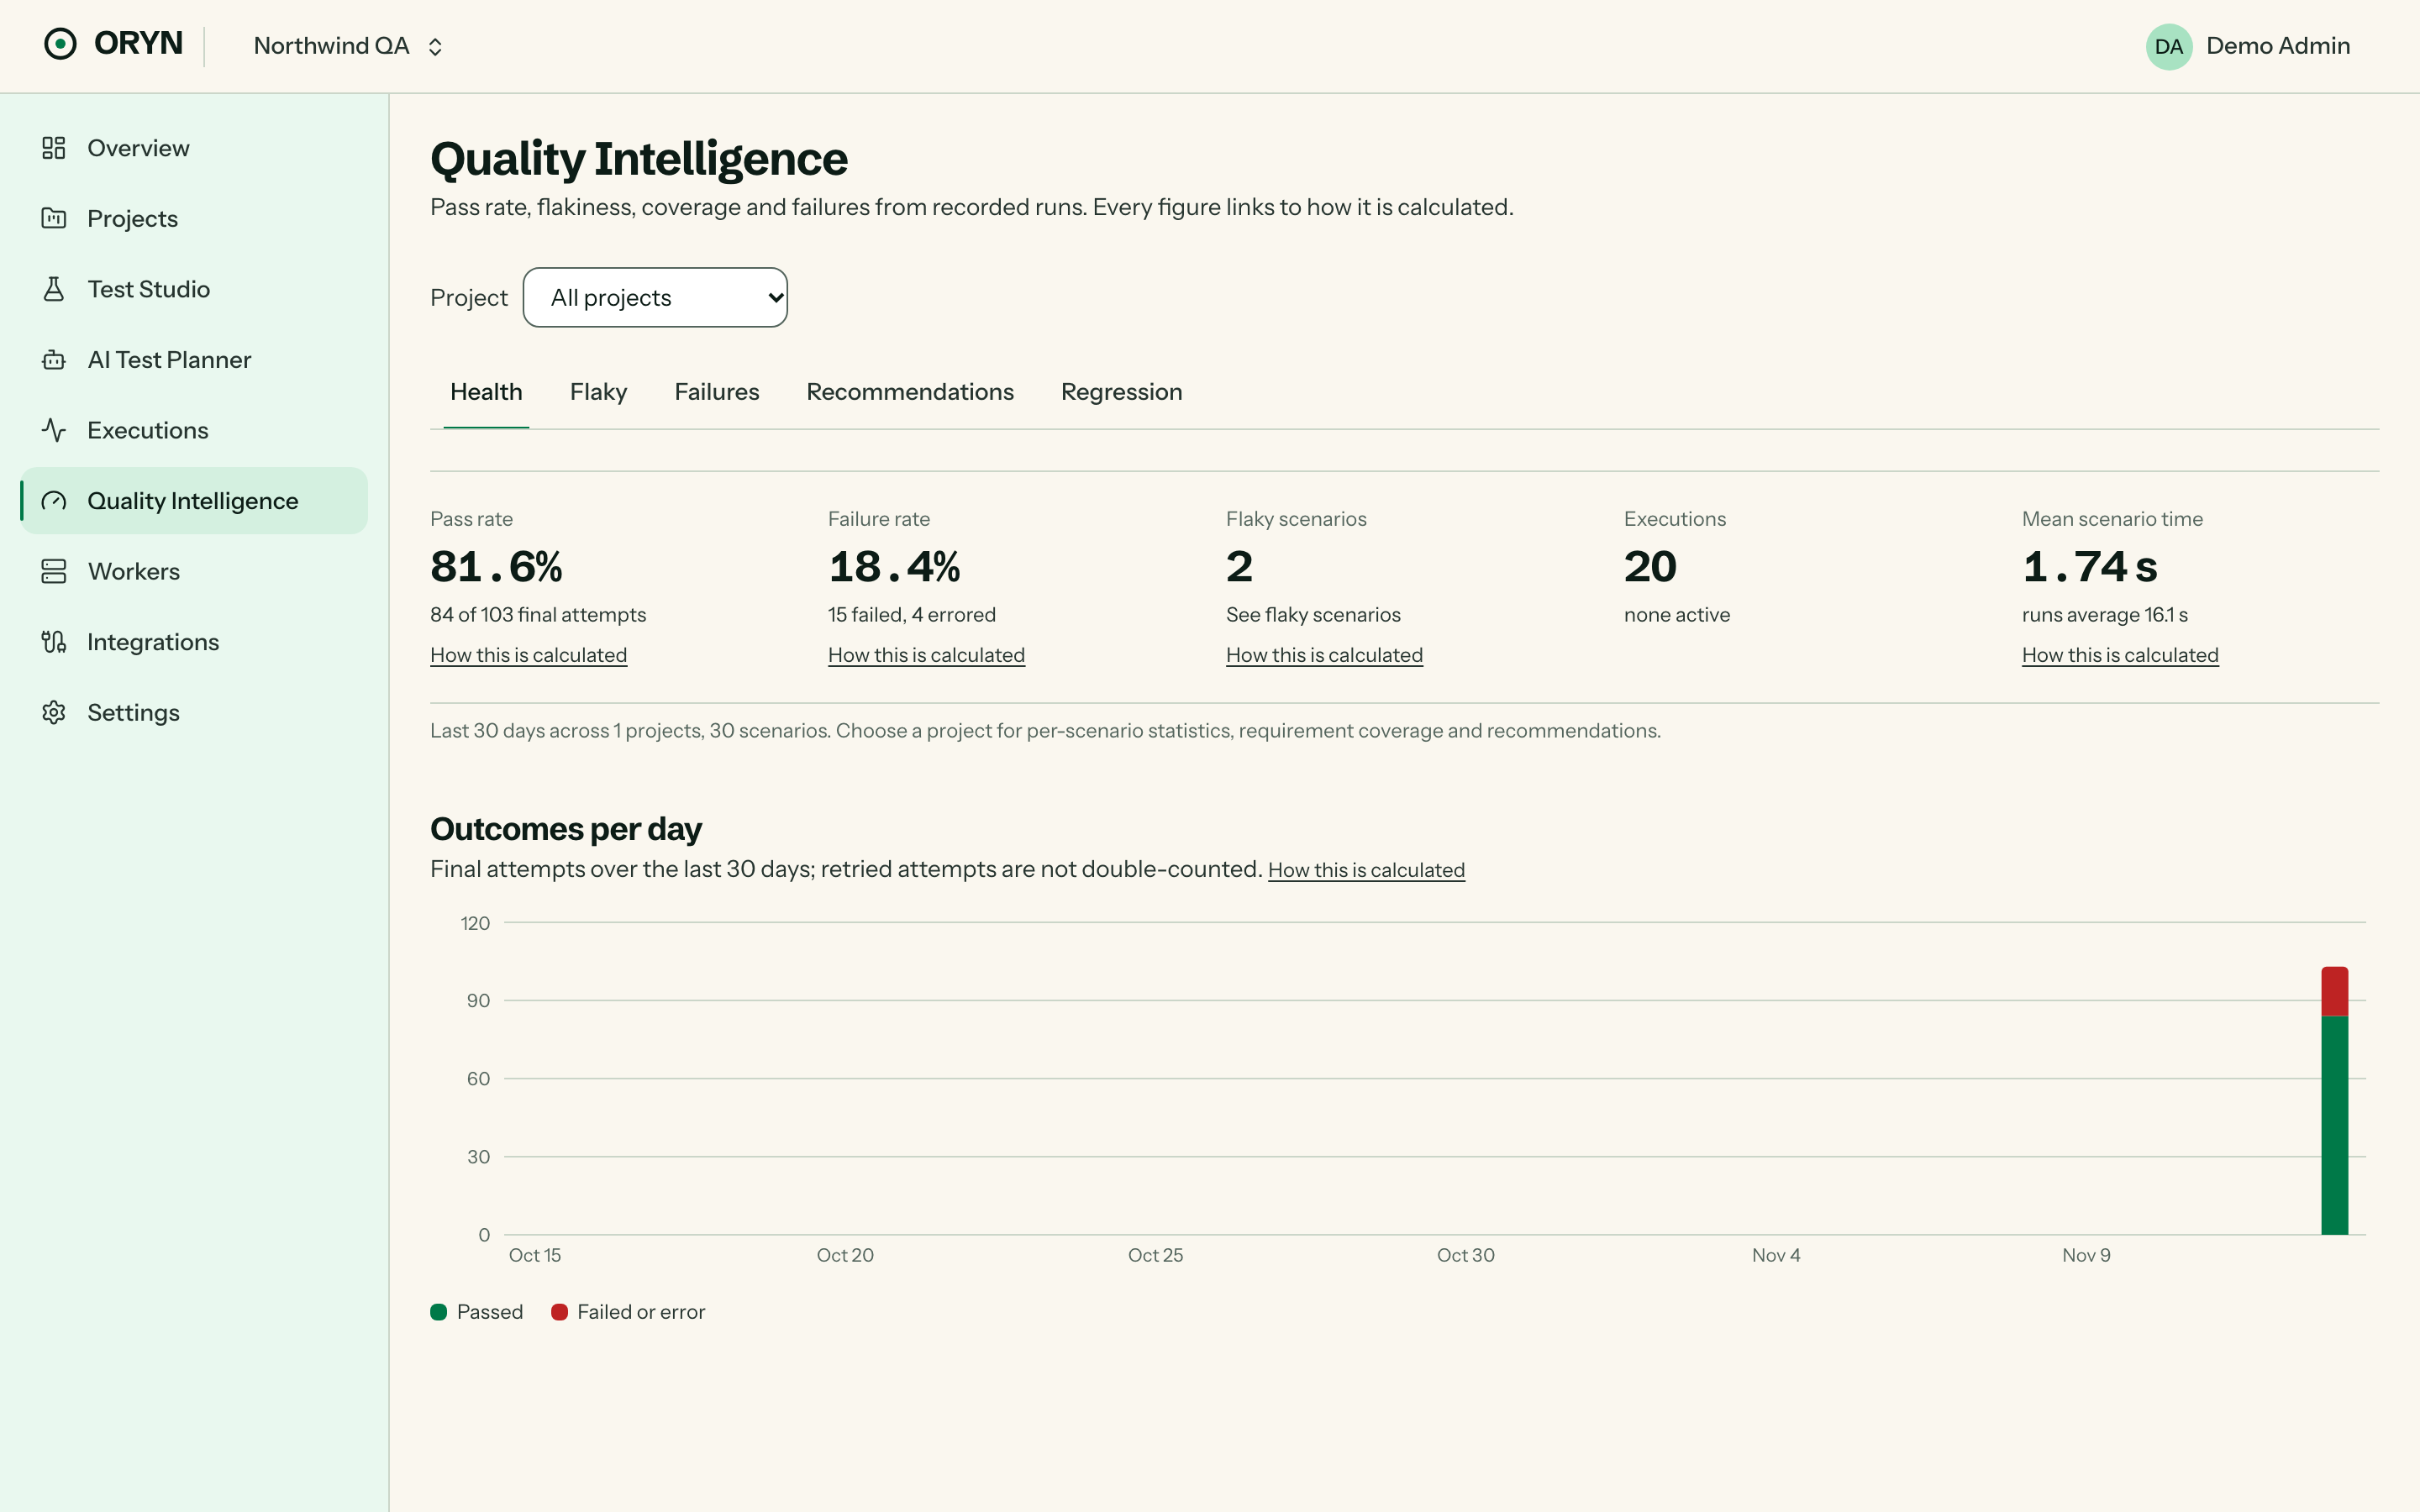 ORYN
Northwind QA
DA Demo Admin
Overview
Projects
Test Studio
AI Test Planner
Executions
Quality Intelligence
Workers
Integrations
Settings
Quality Intelligence
Pass rate, flakiness, coverage and failures from recorded runs. Every figure links to how it is calculated.
Project All projects
Health Flaky Failures Recommendations Regression
Pass rate
81.6%
84 of 103 final attempts
How this is calculated
Failure rate
18.4%
15 failed, 4 errored
How this is calculated
Flaky scenarios
2
See flaky scenarios
How this is calculated
Executions
20
none active
Mean scenario time
1.74 s
runs average 16.1 s
How this is calculated
Last 30 days across 1 projects, 30 scenarios. Choose a project for per-scenario statistics, requirement coverage and recommendations.
Outcomes per day
Final attempts over the last 30 days; retried attempts are not double-counted. How this is calculated
120
90
60
30
0
Oct 15 Oct 20 Oct 25 Oct 30 Nov 4 Nov 9
Passed Failed or error